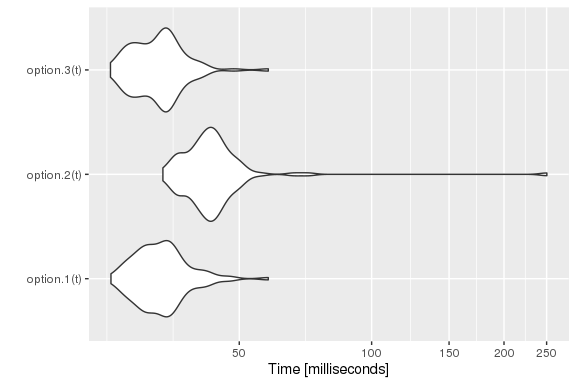 option.3(t)
option.2(t)
option.1(t)
50
100
150
200
250
Time [milliseconds]